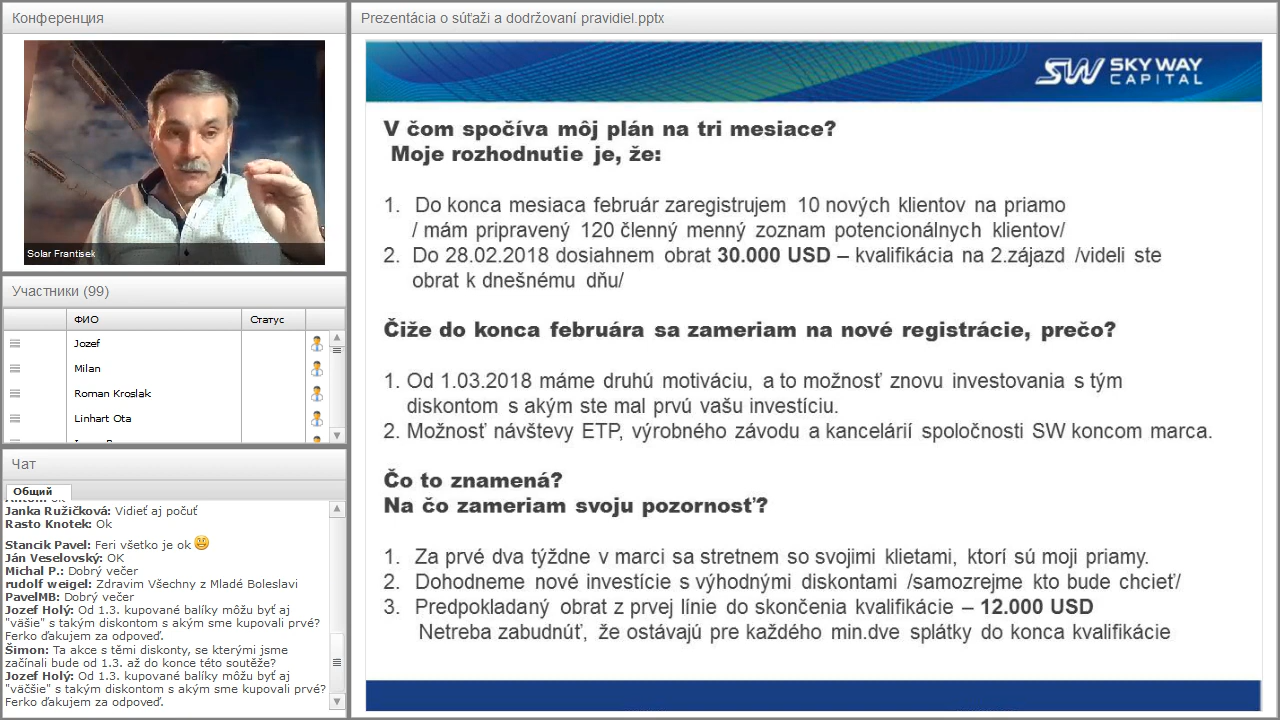 Конференция
Solar Frantisek
Участники (99)
ФИО
Статус
Jozef
Milan
Roman Kroslak
Linhart Ota
Чат
Общий
Janka Rusnáková: Vidieť aj počuť
Rasto Knotek: Ok
Stancik Pavel: Feri všetko je ok
Ján Veselovský: OK
Michal P.: Dobrý večer
rudolf weigel: Zdravim Všechny z Mladé Boleslavi
PavelMB: Dobrý večer
Jozef Holý: Od 1.3. kupované balíky môžu byť aj
"väčšie" s takým diskontom s akým sme kupovali prvé?
Ferko ďakujem za odpoveď.
Šimon: Ta akce s těmi diskonty, se kterými jsme
začínali bude od 1.3. až do konce této soutěže?
Jozef Holý: Od 1.3. kupované balíky môžu byť aj
"väčšie" s takým diskontom s akým sme kupovali prvé?
Ferko ďakujem za odpoveď.
Prezentácia o súťaži a dodržovaní pravidiel.pptx
SW SKY WAY
CAPITAL
V čom spočíva môj plán na tri mesiace?
Moje rozhodnutie je, že:
1. Do konca mesiaca február zaregistrujem 10 nových klientov na priamo
/ mám pripravený 120 členný menný zoznam potencionálnych klientov/
2. Do 28.02.2018 dosiahnem obrat 30.000 USD – kvalifikácia na 2.zájazd /videli ste
obrat k dnešnému dňu/
Čiže do konca februára sa zameriam na nové registrácie, prečo?
1. Od 1.03.2018 máme druhú motiváciu, a to možnosť znovu investovania s tým
diskontom s akým ste mal prvú vašu investíciu.
2. Možnosť návštevy ETP, výrobného závodu a kancelárií spoločnosti SW koncom marca.
Čo to znamená?
Na čo zameriam svoju pozornosť?
1. Za prvé dva týždne v marci sa stretnem so svojimi klietami, ktorí sú moji priamy.
2. Dohodneme nové investície s výhodnými diskontami /samozrejme kto bude chcieť/
3. Predpokladaný obrat z prvej línie do skončenia kvalifikácie – 12.000 USD
Netreba zabudnúť, že ostávajú pre každého min.dve splátky do konca kvalifikácie